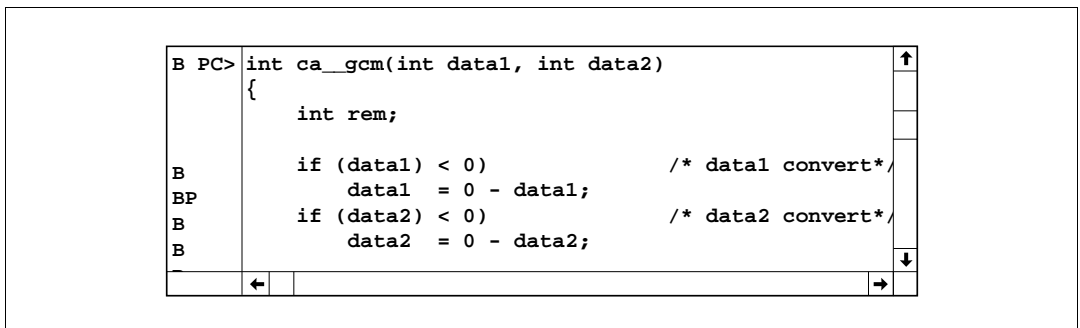 B PC> int ca__gcm(int data1, int data2)
{
int rem;
B if (data1) < 0) /* data1 convert*/
BP data1 = 0 - data1;
B if (data2) < 0) /* data2 convert*/
B data2 = 0 - data2;